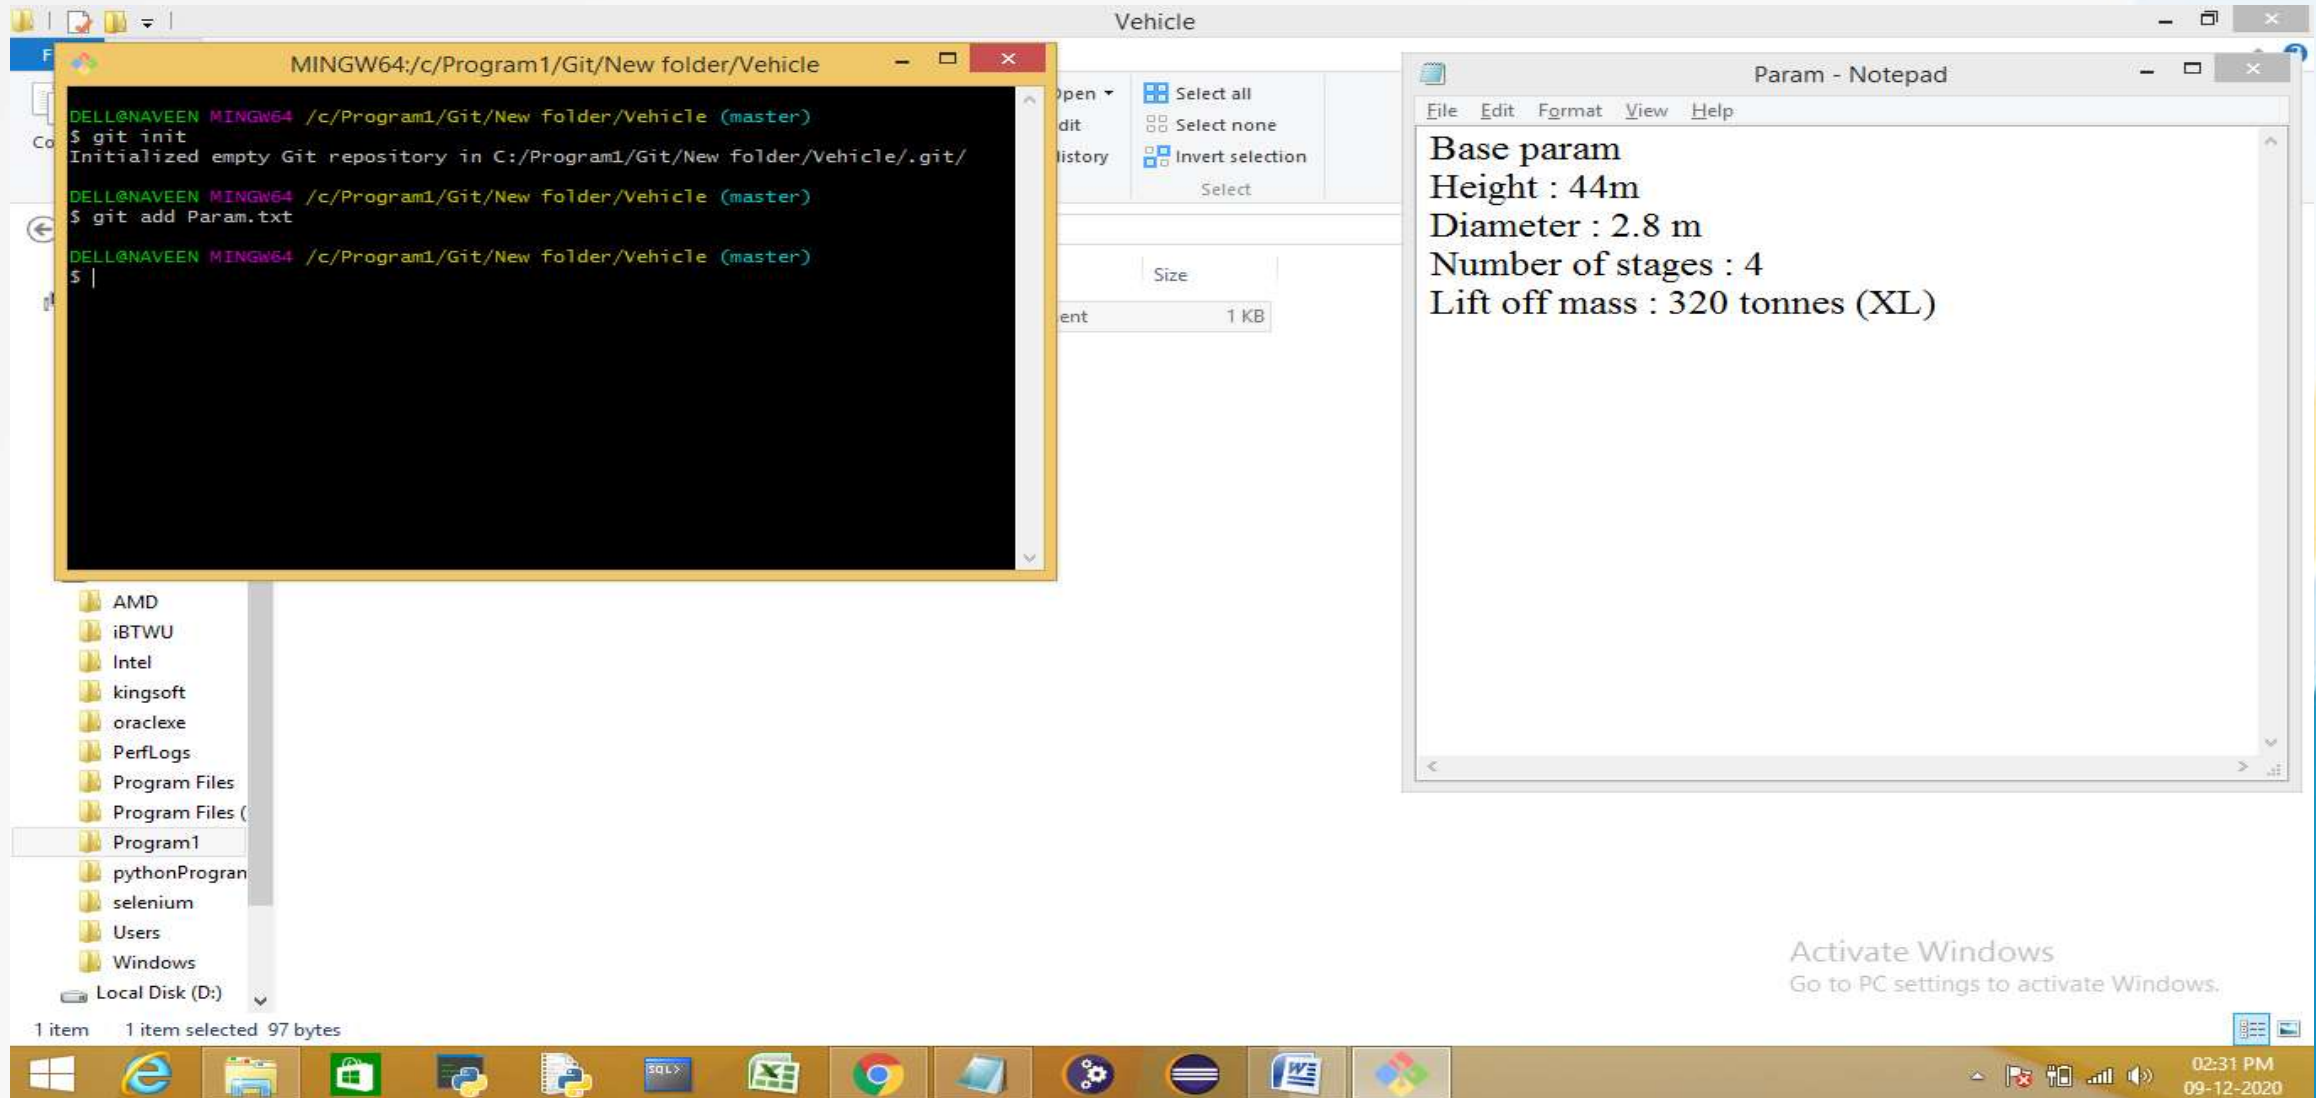 Vehicle
MINGW64:/c/Program1/Git/New folder/Vehicle
DELL@NAVEEN MINGW64 /c/Program1/Git/New folder/Vehicle (master)
$ git init
Initialized empty Git repository in C:/Program1/Git/New folder/Vehicle/.git/
DELL@NAVEEN MINGW64 /c/Program1/Git/New folder/Vehicle (master)
$ git add Param.txt
DELL@NAVEEN MINGW64 /c/Program1/Git/New folder/Vehicle (master)
$
Select all
Select none
Invert selection
Select
Size
1 KB
Param - Notepad
File Edit Format View Help
Base param
Height : 44m
Diameter : 2.8 m
Number of stages : 4
Lift off mass : 320 tonnes (XL)
AMD
iBTWU
Intel
kingsoft
oraclexe
PerfLogs
Program Files
Program Files (
Program1
pythonProgran
selenium
Users
Windows
Local Disk (D:)
Activate Windows
Go to PC settings to activate Windows.
1 item 1 item selected 97 bytes
SQL>
02:31 PM
09-12-2020